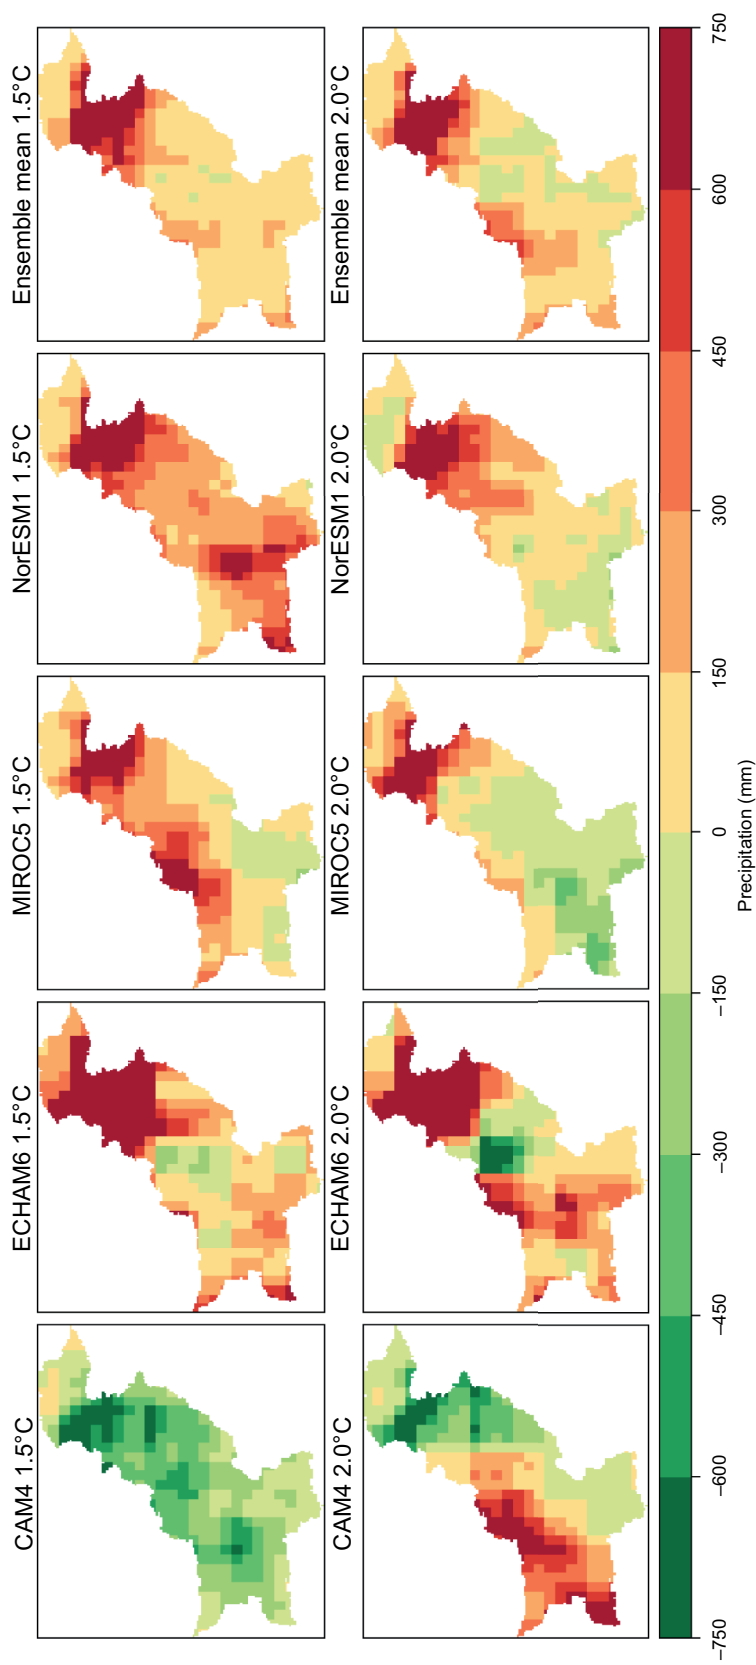 CAM4 1.5°C
ECHAM6 1.5°C
MIROC5 1.5°C
NorESM1 1.5°C
Ensemble mean 1.5°C
CAM4 2.0°C
ECHAM6 2.0°C
MIROC5 2.0°C
NorESM1 2.0°C
Ensemble mean 2.0°C
−750
−600
−450
−300
−150
0
150
300
450
600
750
Precipitation (mm)